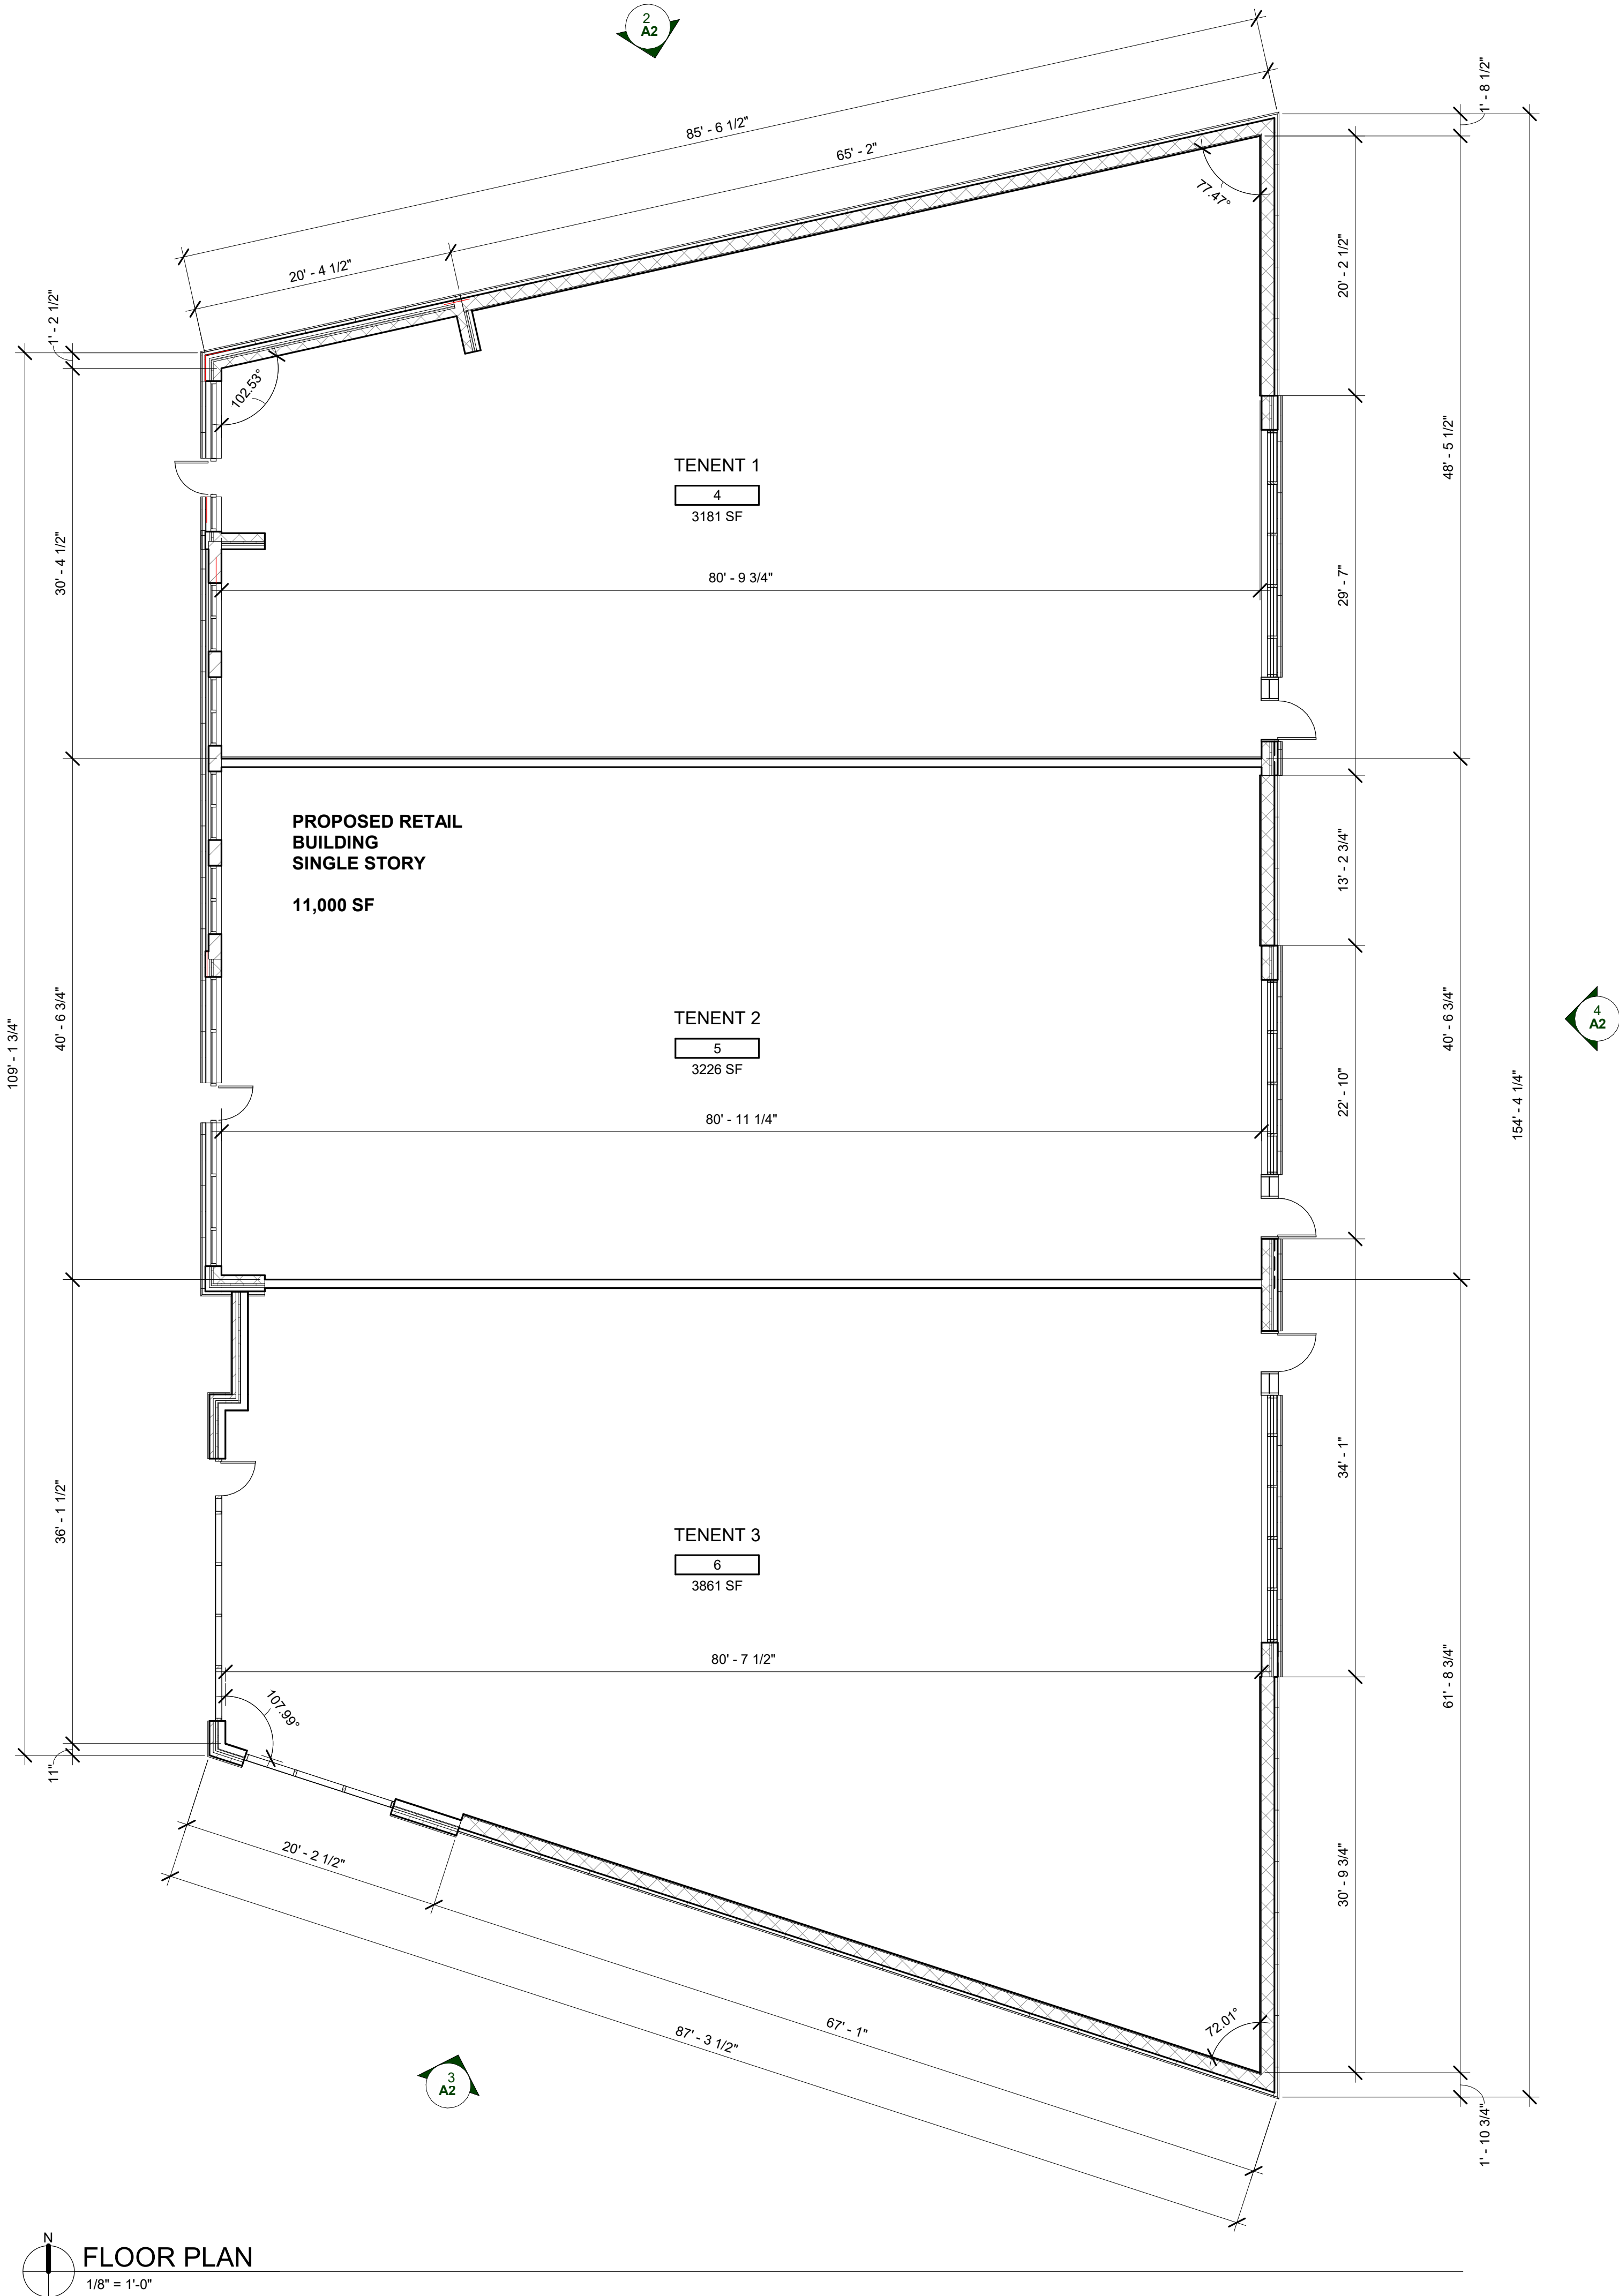 2
A2
1' - 8 1/2"
85' - 6 1/2"
65' - 2"
77.47°
20' - 4 1/2"
20' - 2 1/2"
1' - 2 1/2"
102.53°
48' - 5 1/2"
TENENT 1
4
3181 SF
30' - 4 1/2"
80' - 9 3/4"
29' - 7"
PROPOSED RETAIL
BUILDING
SINGLE STORY
11,000 SF
13' - 2 3/4"
109' - 1 3/4"
40' - 6 3/4"
TENENT 2
5
3226 SF
40' - 6 3/4"
4
A2
22' - 10"
154' - 4 1/4"
80' - 11 1/4"
34' - 1"
36' - 1 1/2"
TENENT 3
6
3861 SF
80' - 7 1/2"
61' - 8 3/4"
107.99°
11"
20' - 2 1/2"
30' - 9 3/4"
67' - 1"
72.01°
87' - 3 1/2"
3
A2
1' - 10 3/4"
N
FLOOR PLAN
1/8" = 1'-0"